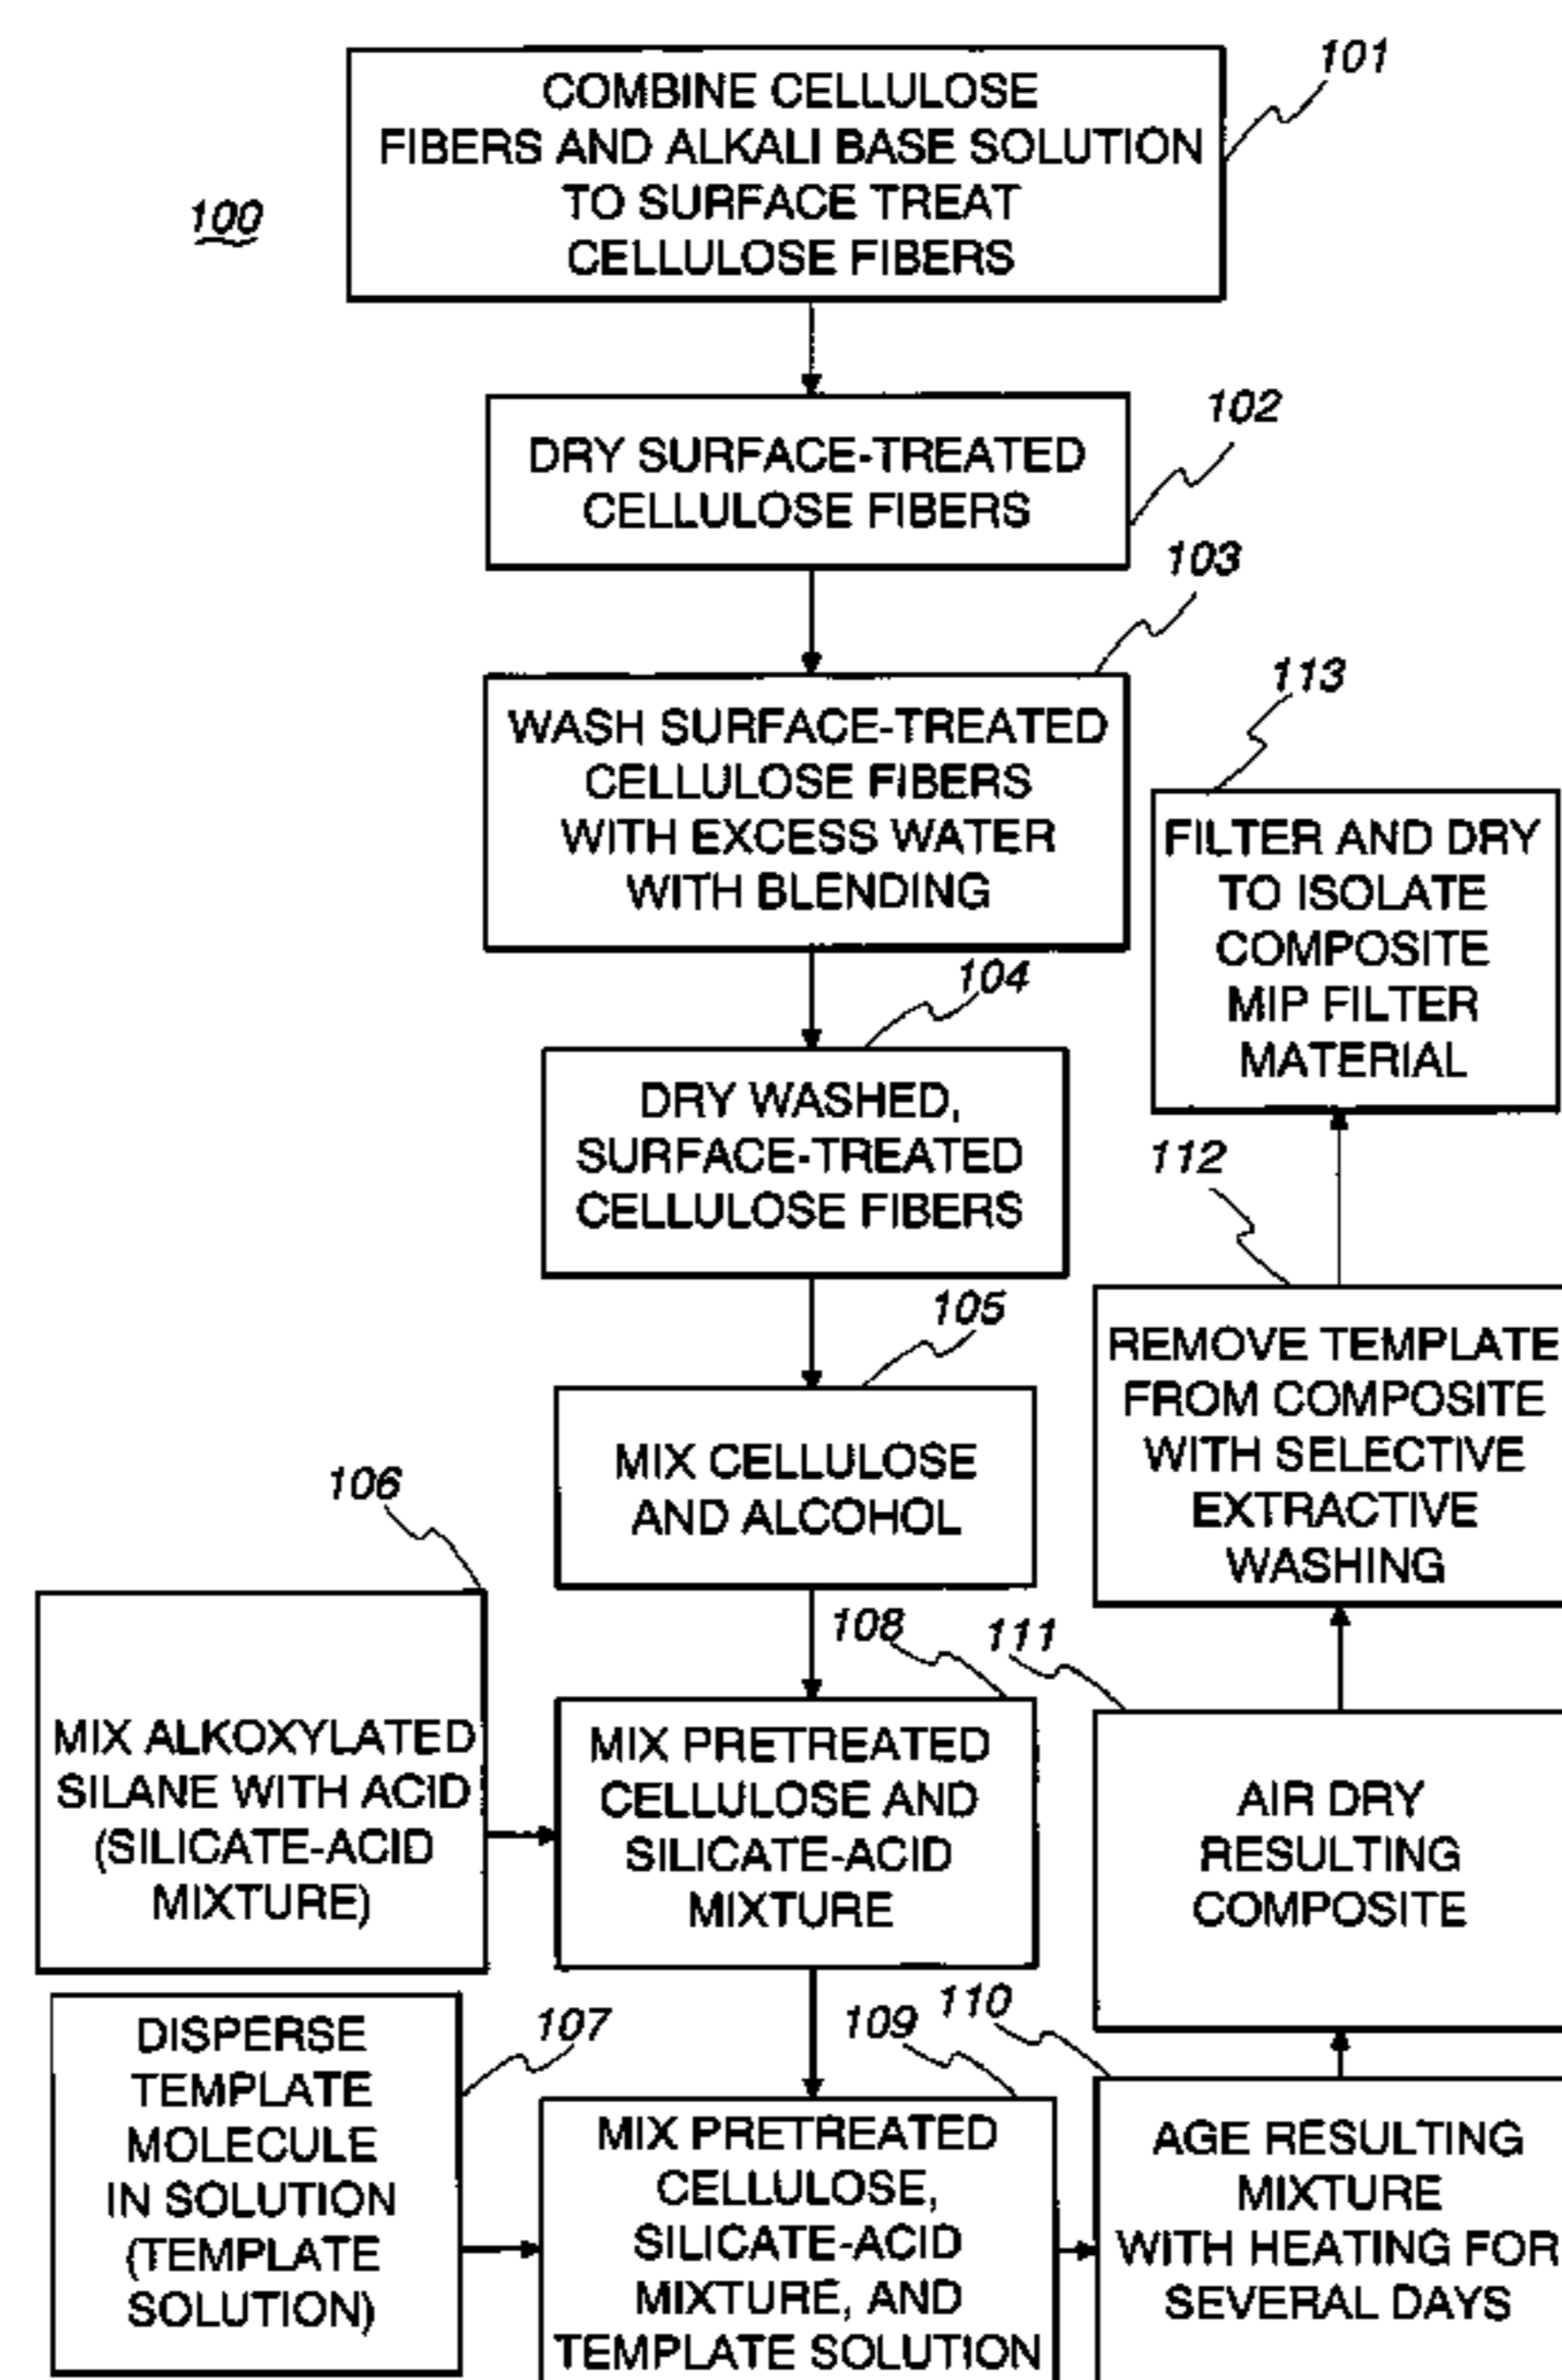 100
101
COMBINE CELLULOSE
FIBERS AND ALKALI BASE SOLUTION
TO SURFACE TREAT
CELLULOSE FIBERS
102
DRY SURFACE-TREATED
CELLULOSE FIBERS
103
WASH SURFACE-TREATED
CELLULOSE FIBERS
WITH EXCESS WATER
WITH BLENDING
104
DRY WASHED,
SURFACE-TREATED
CELLULOSE FIBERS
105
MIX CELLULOSE
AND ALCOHOL
106
MIX ALKOXYLATED
SILANE WITH ACID
(SILICATE-ACID
MIXTURE)
107
DISPERSE
TEMPLATE
MOLECULE
IN SOLUTION
(TEMPLATE
SOLUTION)
108
MIX PRETREATED
CELLULOSE AND
SILICATE-ACID
MIXTURE
109
MIX PRETREATED
CELLULOSE,
SILICATE-ACID
MIXTURE, AND
TEMPLATE SOLUTION
110
AGE RESULTING
MIXTURE
WITH HEATING FOR
SEVERAL DAYS
111
AIR DRY
RESULTING
COMPOSITE
112
REMOVE TEMPLATE
FROM COMPOSITE
WITH SELECTIVE
EXTRACTIVE
WASHING
113
FILTER AND DRY
TO ISOLATE
COMPOSITE
MIP FILTER
MATERIAL